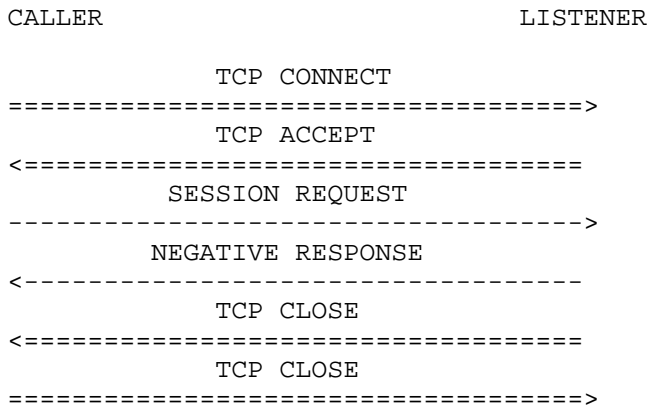 CALLER                          LISTENER
TCP CONNECT
====================================>
TCP ACCEPT
<===================================
SESSION REQUEST
------------------------------------>
NEGATIVE RESPONSE
<-----------------------------------
TCP CLOSE
<===================================
TCP CLOSE
====================================>